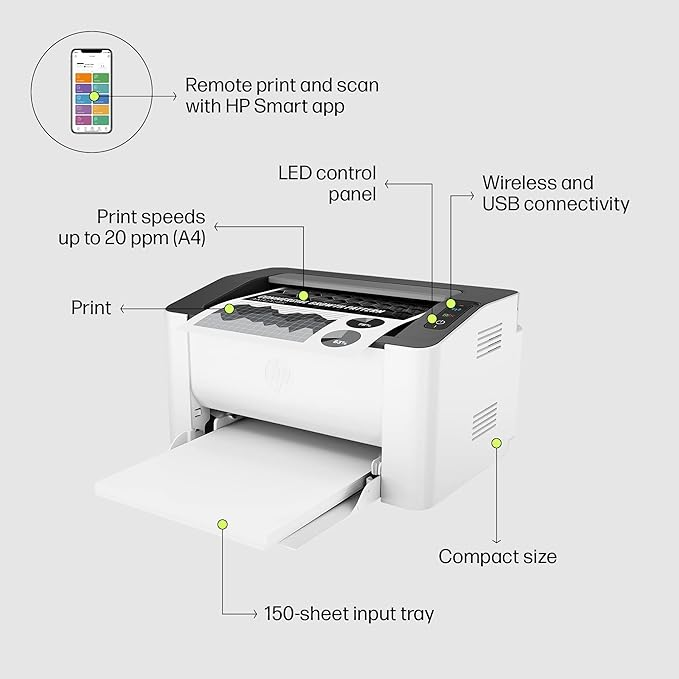 Remote print and scan
with HP Smart app
LED control
panel
Wireless and
USB connectivity
Print speeds
up to 20 ppm (A4)
Print
hp
Compact size
150-sheet input tray